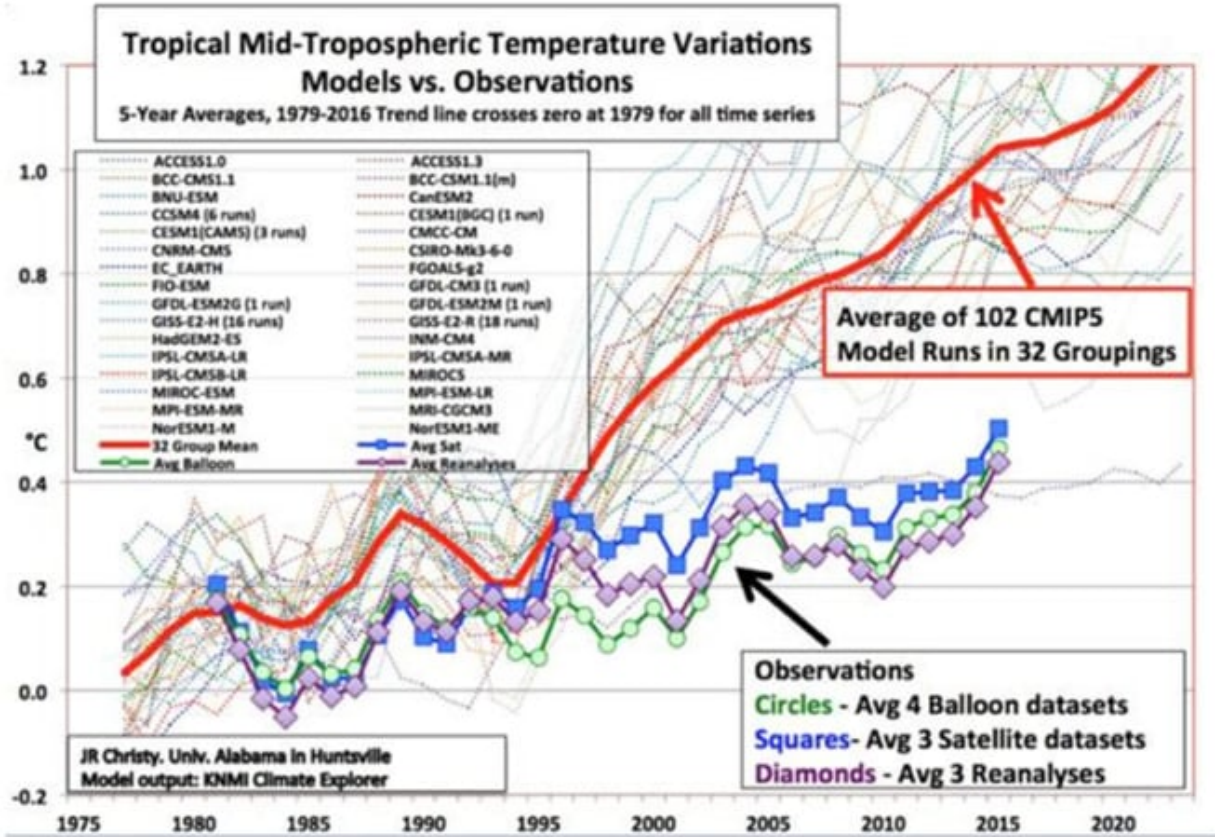 Tropical Mid-Tropospheric Temperature Variations
Models vs. Observations
5-Year Averages, 1979-2016 Trend line crosses zero at 1979 for all time series
1.2
1.0
0.8
0.6
°C
0.4
0.2
0.0
-0.2
ACCESS1.0 ACCESS1.3
BCC-CMS1.1 BCC-CSM1.1(m)
BNU-ESM CanESM2
CCSM4 (6 runs) CESM1(BGC) (1 run)
CESM1(CAM5) (3 runs) CMCC-CM
CNRM-CM5 CSIRO-Mk3-6-0
EC_EARTH FGOALS-g2
FIO-ESM GFDL-CM3 (1 run)
GFDL-ESM2G (1 run) GFDL-ESM2M (1 run)
GISS-E2-H (16 runs) GISS-E2-R (18 runs)
HadGEM2-ES INM-CM4
IPSL-CM5A-LR IPSL-CM5A-MR
IPSL-CM5B-LR MIROC5
MIROC-ESM MPI-ESM-LR
MPI-ESM-MR MRI-CGCM3
NorESM1-M NorESM1-ME
32 Group Mean Avg Sat
Avg Balloon Avg Reanalyses
Average of 102 CMIP5
Model Runs in 32 Groupings
Observations
Circles - Avg 4 Balloon datasets
Squares- Avg 3 Satellite datasets
Diamonds - Avg 3 Reanalyses
JR Christy. Univ. Alabama in Huntsville
Model output: KNMI Climate Explorer
1975 1980 1985 1990 1995 2000 2005 2010 2015 2020